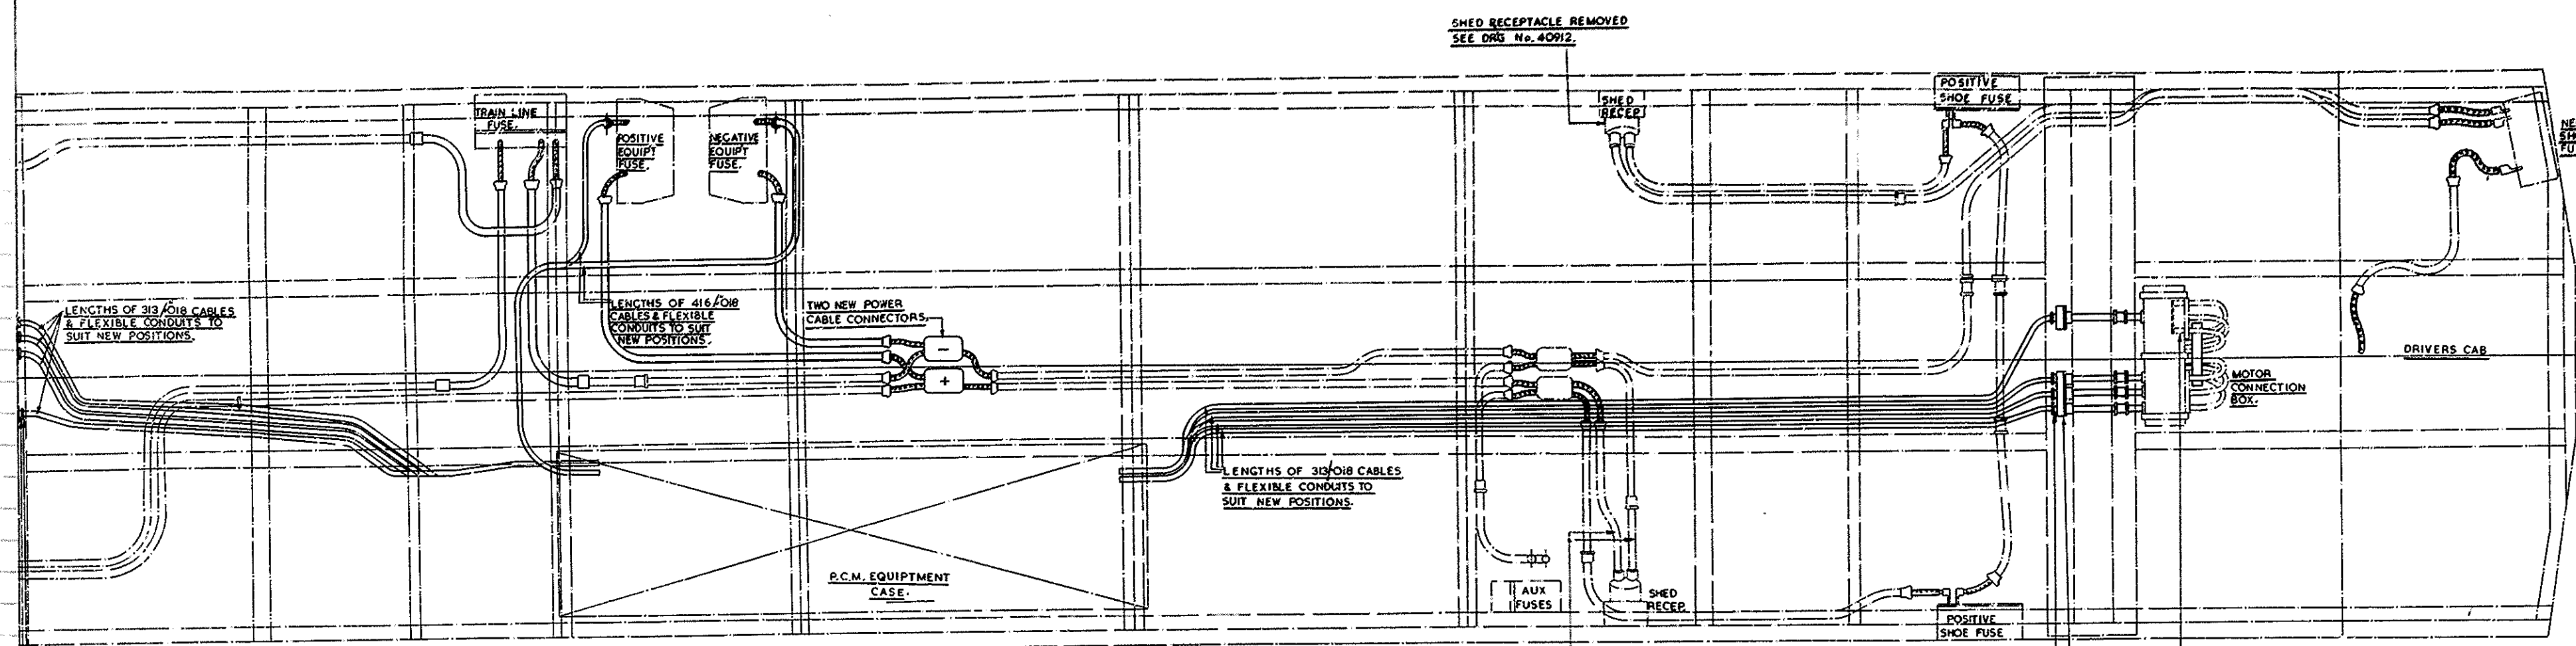 SHED RECEPTACLE REMOVED
SEE DRG No. 40912.
TRAIN LINE
FUSE.
POSITIVE
EQUIPT
FUSE.
NEGATIVE
EQUIPT
FUSE.
SHED
RECEP
POSITIVE
SHOE FUSE
LENGTHS OF 313/018 CABLES
& FLEXIBLE CONDUITS TO
SUIT NEW POSITIONS.
LENGTHS OF 416/018
CABLES & FLEXIBLE
CONDUITS TO SUIT
NEW POSITIONS.
TWO NEW POWER
CABLE CONNECTORS,
−
+
DRIVERS CAB
MOTOR
CONNECTION
BOX.
LENGTHS OF 313/018 CABLES
& FLEXIBLE CONDUITS TO
SUIT NEW POSITIONS.
P.C.M. EQUIPTMENT
CASE.
AUX
FUSES
SHED
RECEP.
POSITIVE
SHOE FUSE